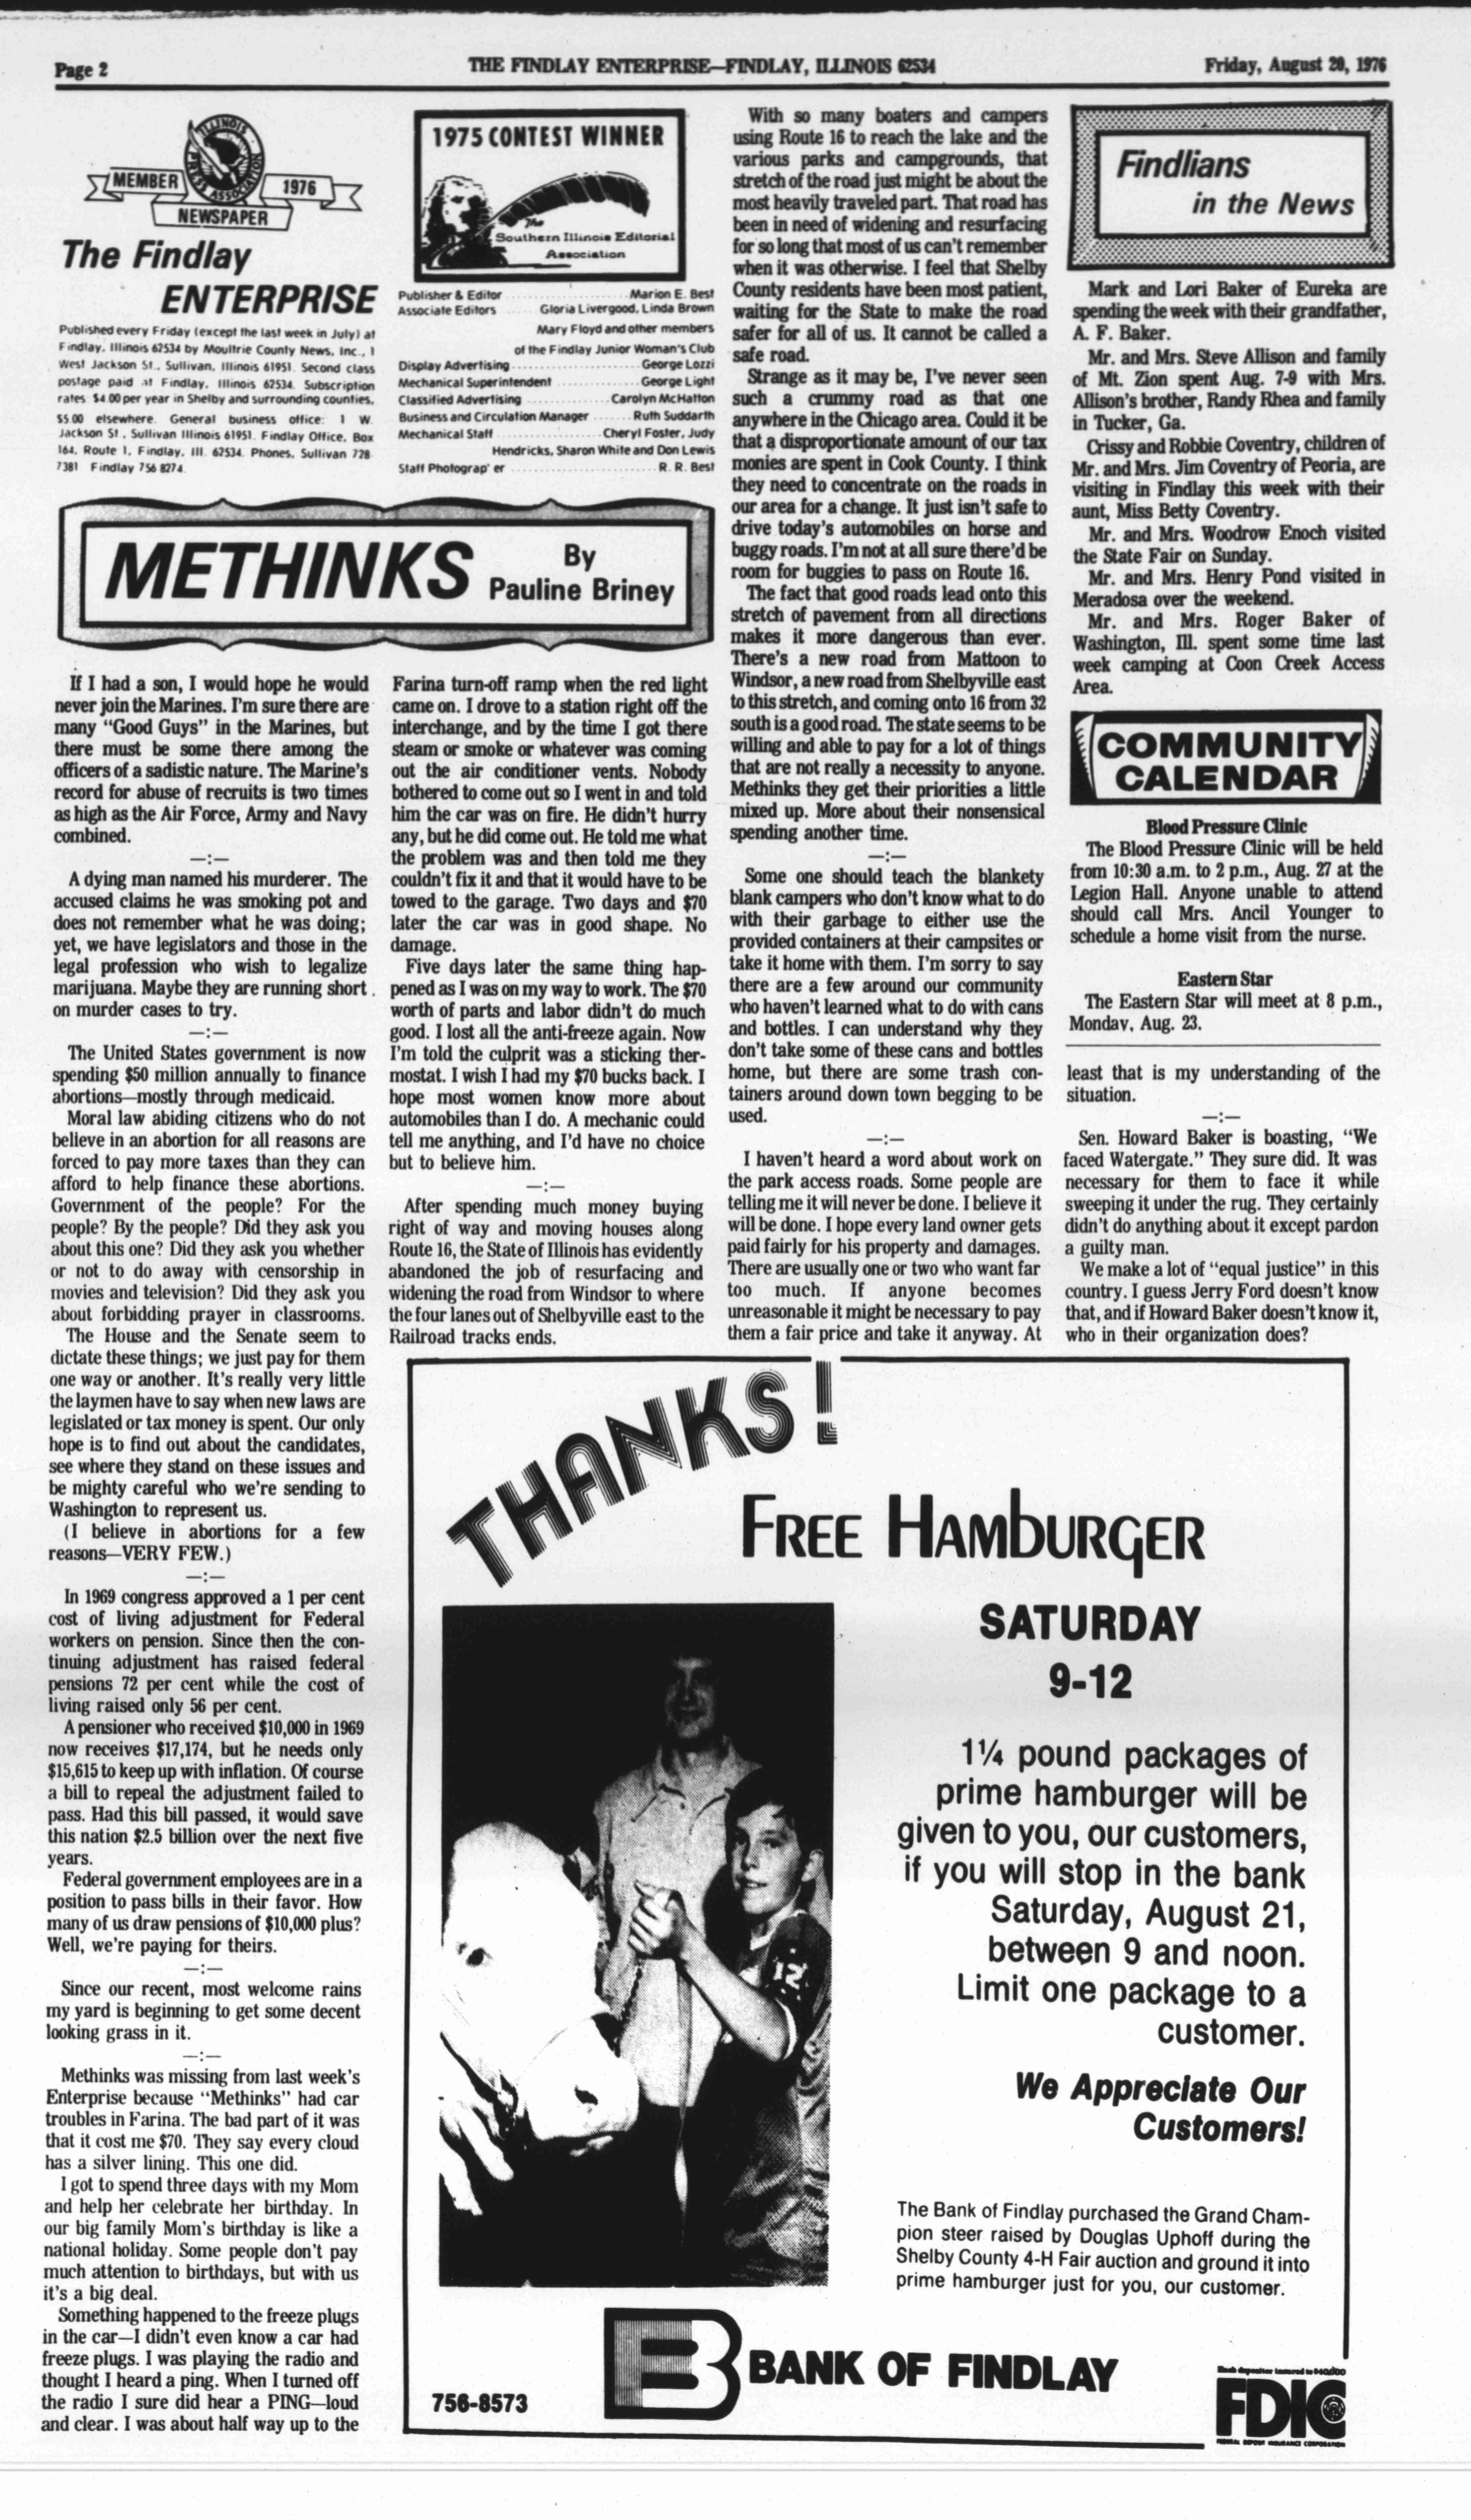 Page 2
THE FINDLAY ENTERPRISE—FINDLAY, ILLINOIS 62534
Friday, August 20, 1976
ILLINOIS
PRESS ASSOCIATION
MEMBER
1976
NEWSPAPER
The Findlay
ENTERPRISE
Published every Friday (except the last week in July) at
Findlay, Illinois 62534 by Moultrie County News, Inc., 1
West Jackson St., Sullivan, Illinois 61951. Second class
postage paid at Findlay, Illinois 62534. Subscription
rates $4.00 per year in Shelby and surrounding counties,
$5.00 elsewhere. General business office: 1 W.
Jackson St., Sullivan Illinois 61951. Findlay Office, Box
164, Route 1, Findlay, Ill. 62534. Phones, Sullivan 728
7381 Findlay 756 8274.
1975 CONTEST WINNER
The
Southern Illinois Editorial
Association
Publisher & Editor Marion E. Best
Associate Editors Gloria Livergood, Linda Brown
Mary Floyd and other members
of the Findlay Junior Woman's Club
Display Advertising George Lozzi
Mechanical Superintendent George Light
Classified Advertising Carolyn McHatton
Business and Circulation Manager Ruth Suddarth
Mechanical Staff Cheryl Foster, Judy
Hendricks, Sharon White and Don Lewis
Staff Photograp' er R. R. Best
METHINKS
By
Pauline Briney
If I had a son, I would hope he would
never join the Marines. I'm sure there are
many "Good Guys" in the Marines, but
there must be some there among the
officers of a sadistic nature. The Marine's
record for abuse of recruits is two times
as high as the Air Force, Army and Navy
combined.
—:—
A dying man named his murderer. The
accused claims he was smoking pot and
does not remember what he was doing;
yet, we have legislators and those in the
legal profession who wish to legalize
marijuana. Maybe they are running short
on murder cases to try.
—:—
The United States government is now
spending $50 million annually to finance
abortions—mostly through medicaid.
Moral law abiding citizens who do not
believe in an abortion for all reasons are
forced to pay more taxes than they can
afford to help finance these abortions.
Government of the people? For the
people? By the people? Did they ask you
about this one? Did they ask you whether
or not to do away with censorship in
movies and television? Did they ask you
about forbidding prayer in classrooms.
The House and the Senate seem to
dictate these things; we just pay for them
one way or another. It's really very little
the laymen have to say when new laws are
legislated or tax money is spent. Our only
hope is to find out about the candidates,
see where they stand on these issues and
be mighty careful who we're sending to
Washington to represent us.
(I believe in abortions for a few
reasons—VERY FEW.)
—:—
In 1969 congress approved a 1 per cent
cost of living adjustment for Federal
workers on pension. Since then the con-
tinuing adjustment has raised federal
pensions 72 per cent while the cost of
living raised only 56 per cent.
A pensioner who received $10,000 in 1969
now receives $17,174, but he needs only
$15,615 to keep up with inflation. Of course
a bill to repeal the adjustment failed to
pass. Had this bill passed, it would save
this nation $2.5 billion over the next five
years.
Federal government employees are in a
position to pass bills in their favor. How
many of us draw pensions of $10,000 plus?
Well, we're paying for theirs.
—:—
Since our recent, most welcome rains
my yard is beginning to get some decent
looking grass in it.
—:—
Methinks was missing from last week's
Enterprise because "Methinks" had car
troubles in Farina. The bad part of it was
that it cost me $70. They say every cloud
has a silver lining. This one did.
I got to spend three days with my Mom
and help her celebrate her birthday. In
our big family Mom's birthday is like a
national holiday. Some people don't pay
much attention to birthdays, but with us
it's a big deal.
Something happened to the freeze plugs
in the car—I didn't even know a car had
freeze plugs. I was playing the radio and
thought I heard a ping. When I turned off
the radio I sure did hear a PING—loud
and clear. I was about half way up to the
Farina turn-off ramp when the red light
came on. I drove to a station right off the
interchange, and by the time I got there
steam or smoke or whatever was coming
out the air conditioner vents. Nobody
bothered to come out so I went in and told
him the car was on fire. He didn't hurry
any, but he did come out. He told me what
the problem was and then told me they
couldn't fix it and that it would have to be
towed to the garage. Two days and $70
later the car was in good shape. No
damage.
Five days later the same thing hap-
pened as I was on my way to work. The $70
worth of parts and labor didn't do much
good. I lost all the anti-freeze again. Now
I'm told the culprit was a sticking ther-
mostat. I wish I had my $70 bucks back. I
hope most women know more about
automobiles than I do. A mechanic could
tell me anything, and I'd have no choice
but to believe him.
—:—
After spending much money buying
right of way and moving houses along
Route 16, the State of Illinois has evidently
abandoned the job of resurfacing and
widening the road from Windsor to where
the four lanes out of Shelbyville east to the
Railroad tracks ends.
With so many boaters and campers
using Route 16 to reach the lake and the
various parks and campgrounds, that
stretch of the road just might be about the
most heavily traveled part. That road has
been in need of widening and resurfacing
for so long that most of us can't remember
when it was otherwise. I feel that Shelby
County residents have been most patient,
waiting for the State to make the road
safer for all of us. It cannot be called a
safe road.
Strange as it may be, I've never seen
such a crummy road as that one
anywhere in the Chicago area. Could it be
that a disproportionate amount of our tax
monies are spent in Cook County. I think
they need to concentrate on the roads in
our area for a change. It just isn't safe to
drive today's automobiles on horse and
buggy roads. I'm not at all sure there'd be
room for buggies to pass on Route 16.
The fact that good roads lead onto this
stretch of pavement from all directions
makes it more dangerous than ever.
There's a new road from Mattoon to
Windsor, a new road from Shelbyville east
to this stretch, and coming onto 16 from 32
south is a good road. The state seems to be
willing and able to pay for a lot of things
that are not really a necessity to anyone.
Methinks they get their priorities a little
mixed up. More about their nonsensical
spending another time.
—:—
Some one should teach the blankety
blank campers who don't know what to do
with their garbage to either use the
provided containers at their campsites or
take it home with them. I'm sorry to say
there are a few around our community
who haven't learned what to do with cans
and bottles. I can understand why they
don't take some of these cans and bottles
home, but there are some trash con-
tainers around down town begging to be
used.
—:—
I haven't heard a word about work on
the park access roads. Some people are
telling me it will never be done. I believe it
will be done. I hope every land owner gets
paid fairly for his property and damages.
There are usually one or two who want far
too much. If anyone becomes
unreasonable it might be necessary to pay
them a fair price and take it anyway. At
least that is my understanding of the
situation.
—:—
Sen. Howard Baker is boasting, "We
faced Watergate." They sure did. It was
necessary for them to face it while
sweeping it under the rug. They certainly
didn't do anything about it except pardon
a guilty man.
We make a lot of "equal justice" in this
country. I guess Jerry Ford doesn't know
that, and if Howard Baker doesn't know it,
who in their organization does?
Findlians
in the News
Mark and Lori Baker of Eureka are
spending the week with their grandfather,
A. F. Baker.
Mr. and Mrs. Steve Allison and family
of Mt. Zion spent Aug. 7-9 with Mrs.
Allison's brother, Randy Rhea and family
in Tucker, Ga.
Crissy and Robbie Coventry, children of
Mr. and Mrs. Jim Coventry of Peoria, are
visiting in Findlay this week with their
aunt, Miss Betty Coventry.
Mr. and Mrs. Woodrow Enoch visited
the State Fair on Sunday.
Mr. and Mrs. Henry Pond visited in
Meradosa over the weekend.
Mr. and Mrs. Roger Baker of
Washington, Ill. spent some time last
week camping at Coon Creek Access
Area.
COMMUNITY
CALENDAR
Blood Pressure Clinic
The Blood Pressure Clinic will be held
from 10:30 a.m. to 2 p.m., Aug. 27 at the
Legion Hall. Anyone unable to attend
should call Mrs. Ancil Younger to
schedule a home visit from the nurse.
Eastern Star
The Eastern Star will meet at 8 p.m.,
Monday, Aug. 23.
THANKS!
FREE HAMBURGER
SATURDAY
9-12
1¼ pound packages of
prime hamburger will be
given to you, our customers,
if you will stop in the bank
Saturday, August 21,
between 9 and noon.
Limit one package to a
customer.
We Appreciate Our
Customers!
12
The Bank of Findlay purchased the Grand Cham-
pion steer raised by Douglas Uphoff during the
Shelby County 4-H Fair auction and ground it into
prime hamburger just for you, our customer.
756-8573
B
BANK OF FINDLAY
Each depositor insured to $40,000
FDIC
FEDERAL DEPOSIT INSURANCE CORPORATION